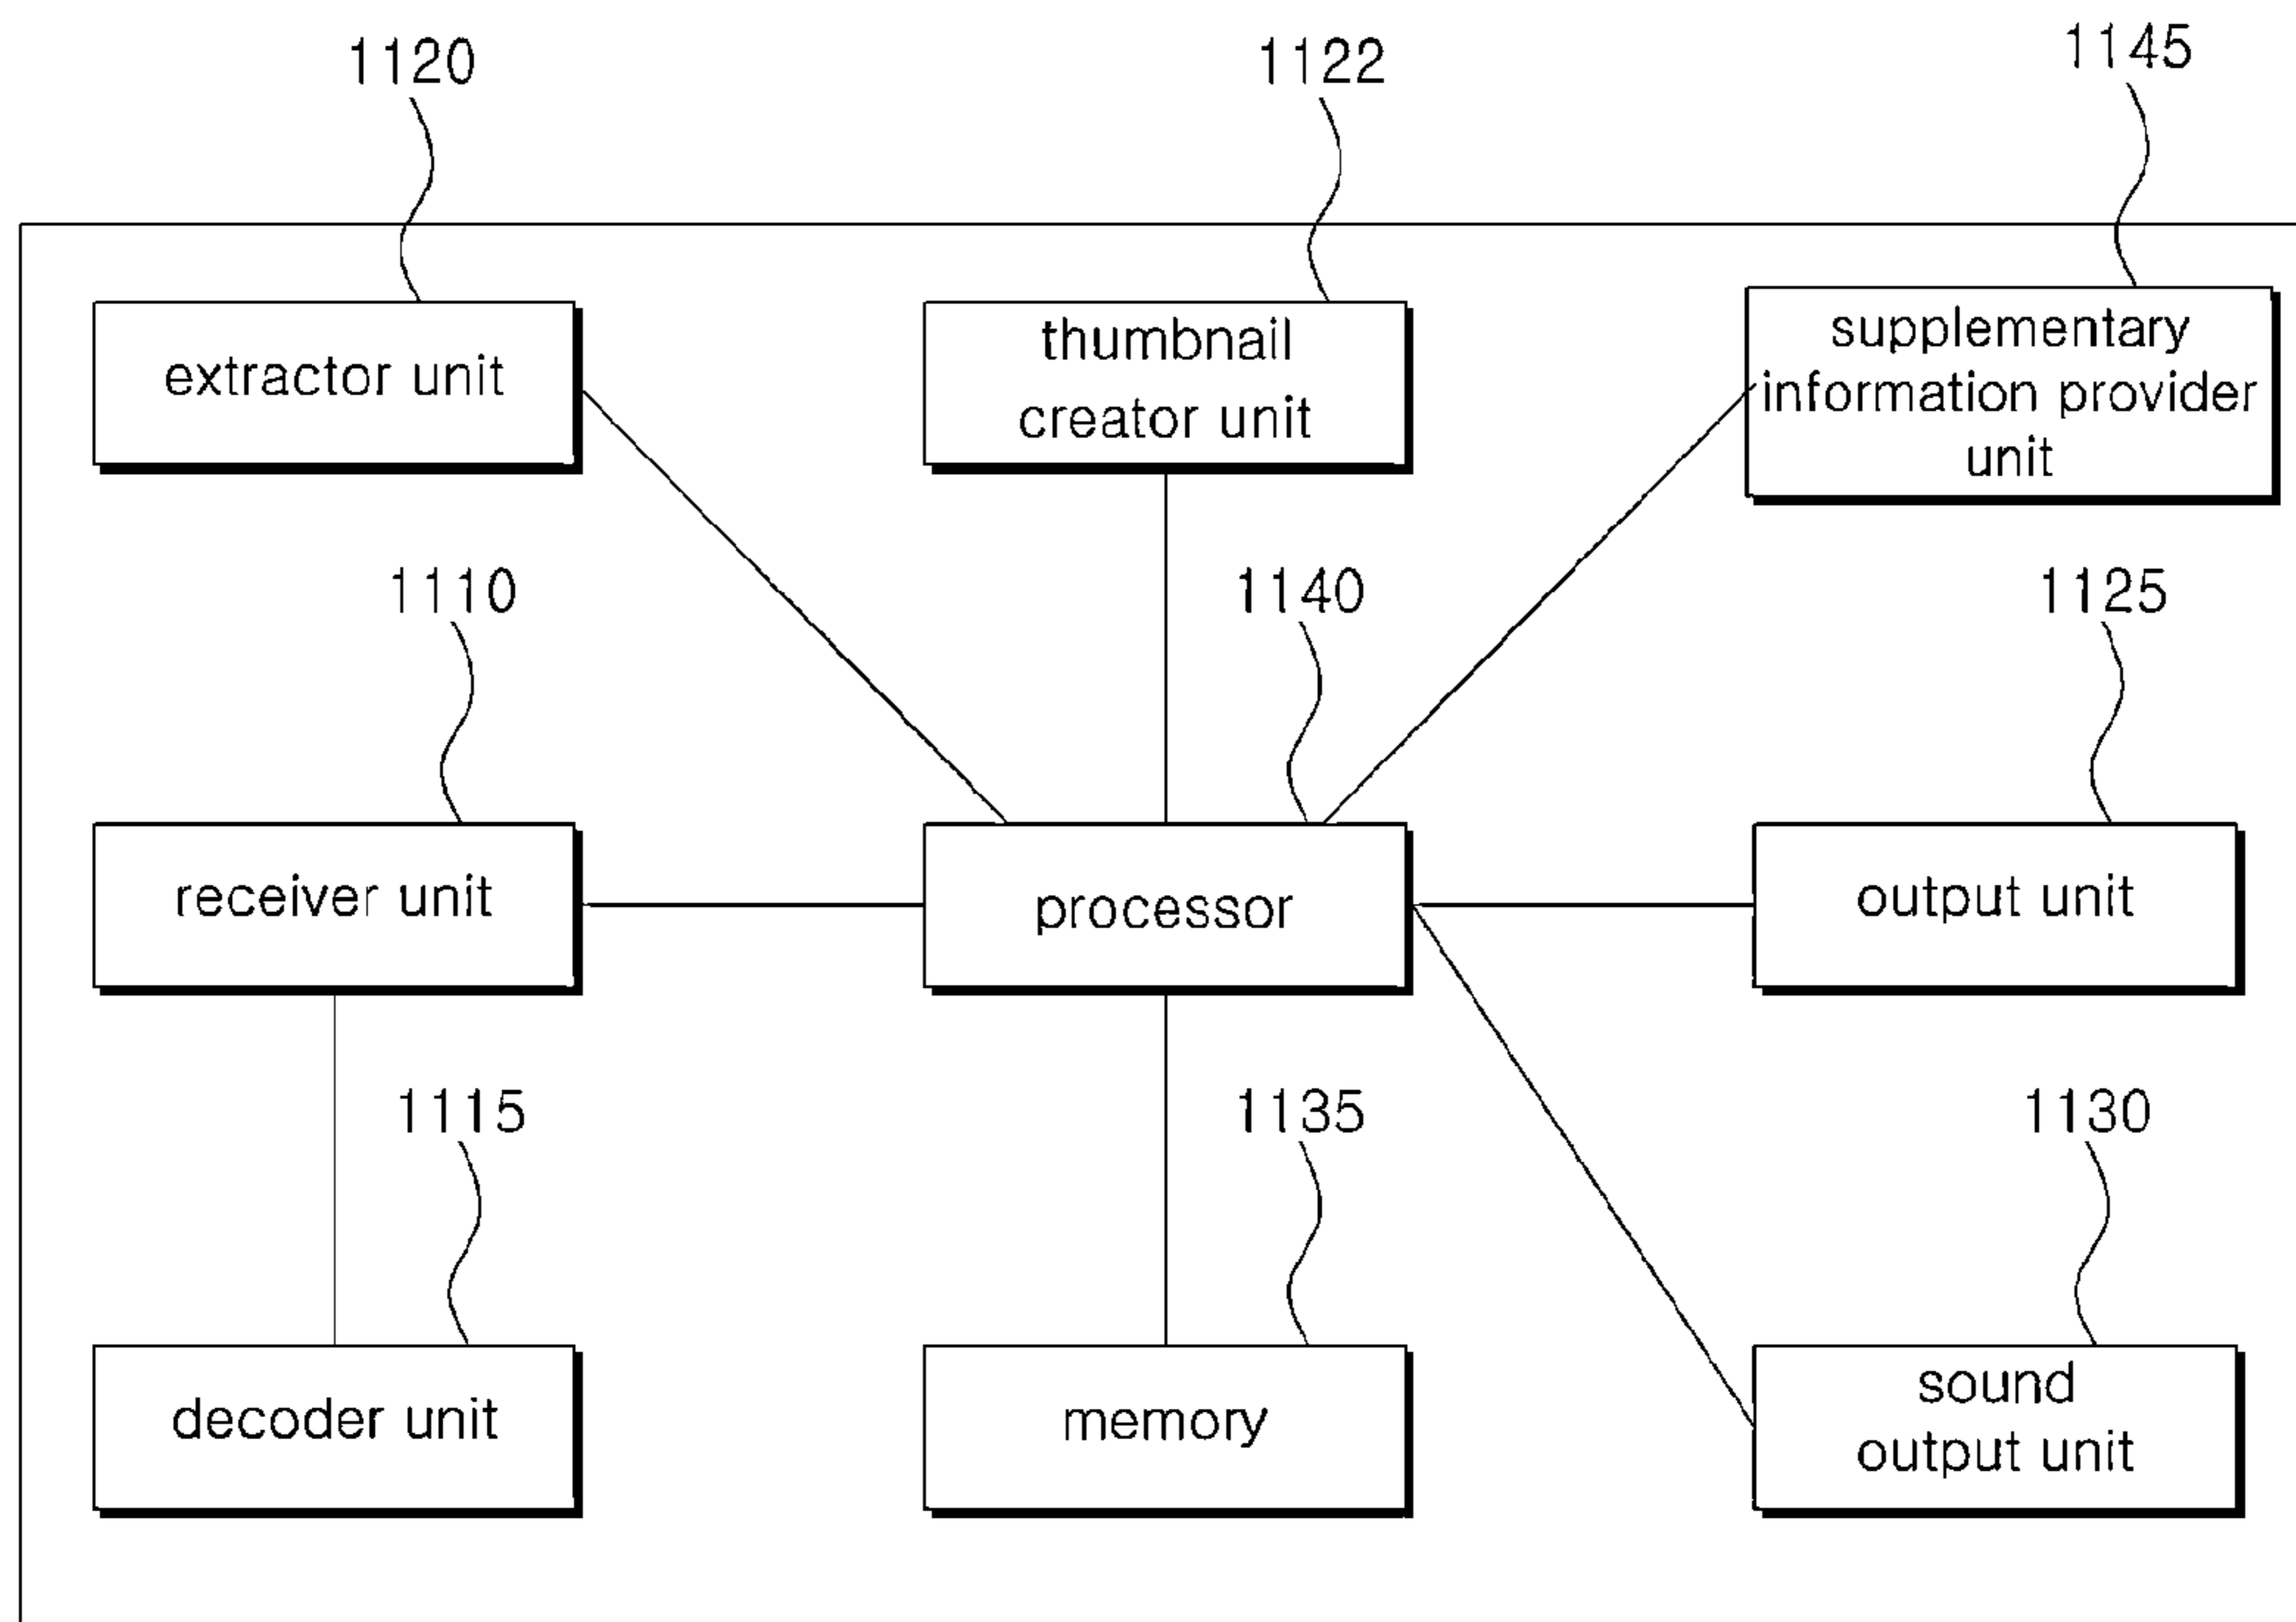 1120
1122
1145
extractor unit
thumbnail
creator unit
supplementary
information provider
unit
1110
1140
1125
receiver unit
processor
output unit
1115
1135
1130
decoder unit
memory
sound
output unit